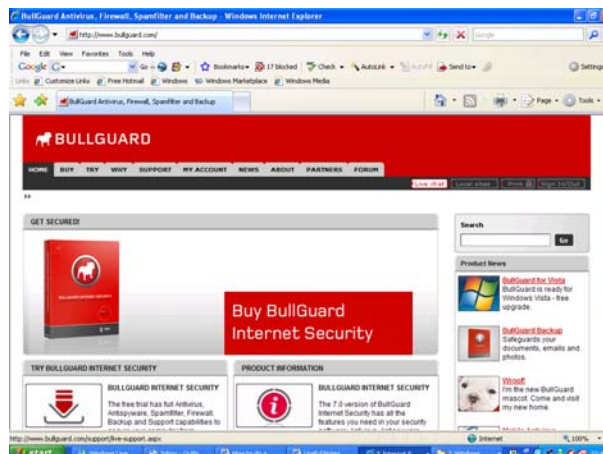 BullGuard Antivirus, Firewall, Spamfilter and Backup - Windows Internet Explorer
http://www.bullguard.com/
Google
File Edit View Favorites Tools Help
Google G Go Bookmarks 17 blocked Check AutoLink AutoFill Send to Settings
Links Customize Links Free Hotmail Windows Windows Marketplace Windows Media
BullGuard Antivirus, Firewall, Spamfilter and Backup Page Tools
BULLGUARD
HOME BUY TRY WHY SUPPORT MY ACCOUNT NEWS ABOUT PARTNERS FORUM
Live chat Local sites Print Sign In/Out
GET SECURED!
Search
Go
BULLGUARD INTERNET SECURITY
Buy BullGuard
Internet Security
Product News
BullGuard for Vista
BullGuard is ready for
Windows Vista - free
upgrade.
BullGuard Backup
Safeguards your
documents, emails and
photos.
Wroof!
I'm the new BullGuard
mascot. Come and visit
my new home.
TRY BULLGUARD INTERNET SECURITY
BULLGUARD INTERNET SECURITY
The free trial has full Antivirus,
Antispyware, Spamfilter, Firewall,
Backup and Support capabilities to
PRODUCT INFORMATION
BULLGUARD INTERNET SECURITY
The 7.0 version of BullGuard
Internet Security has all the
features you need in your security
http://www.bullguard.com/support/live-support.aspx
Internet 100%
start